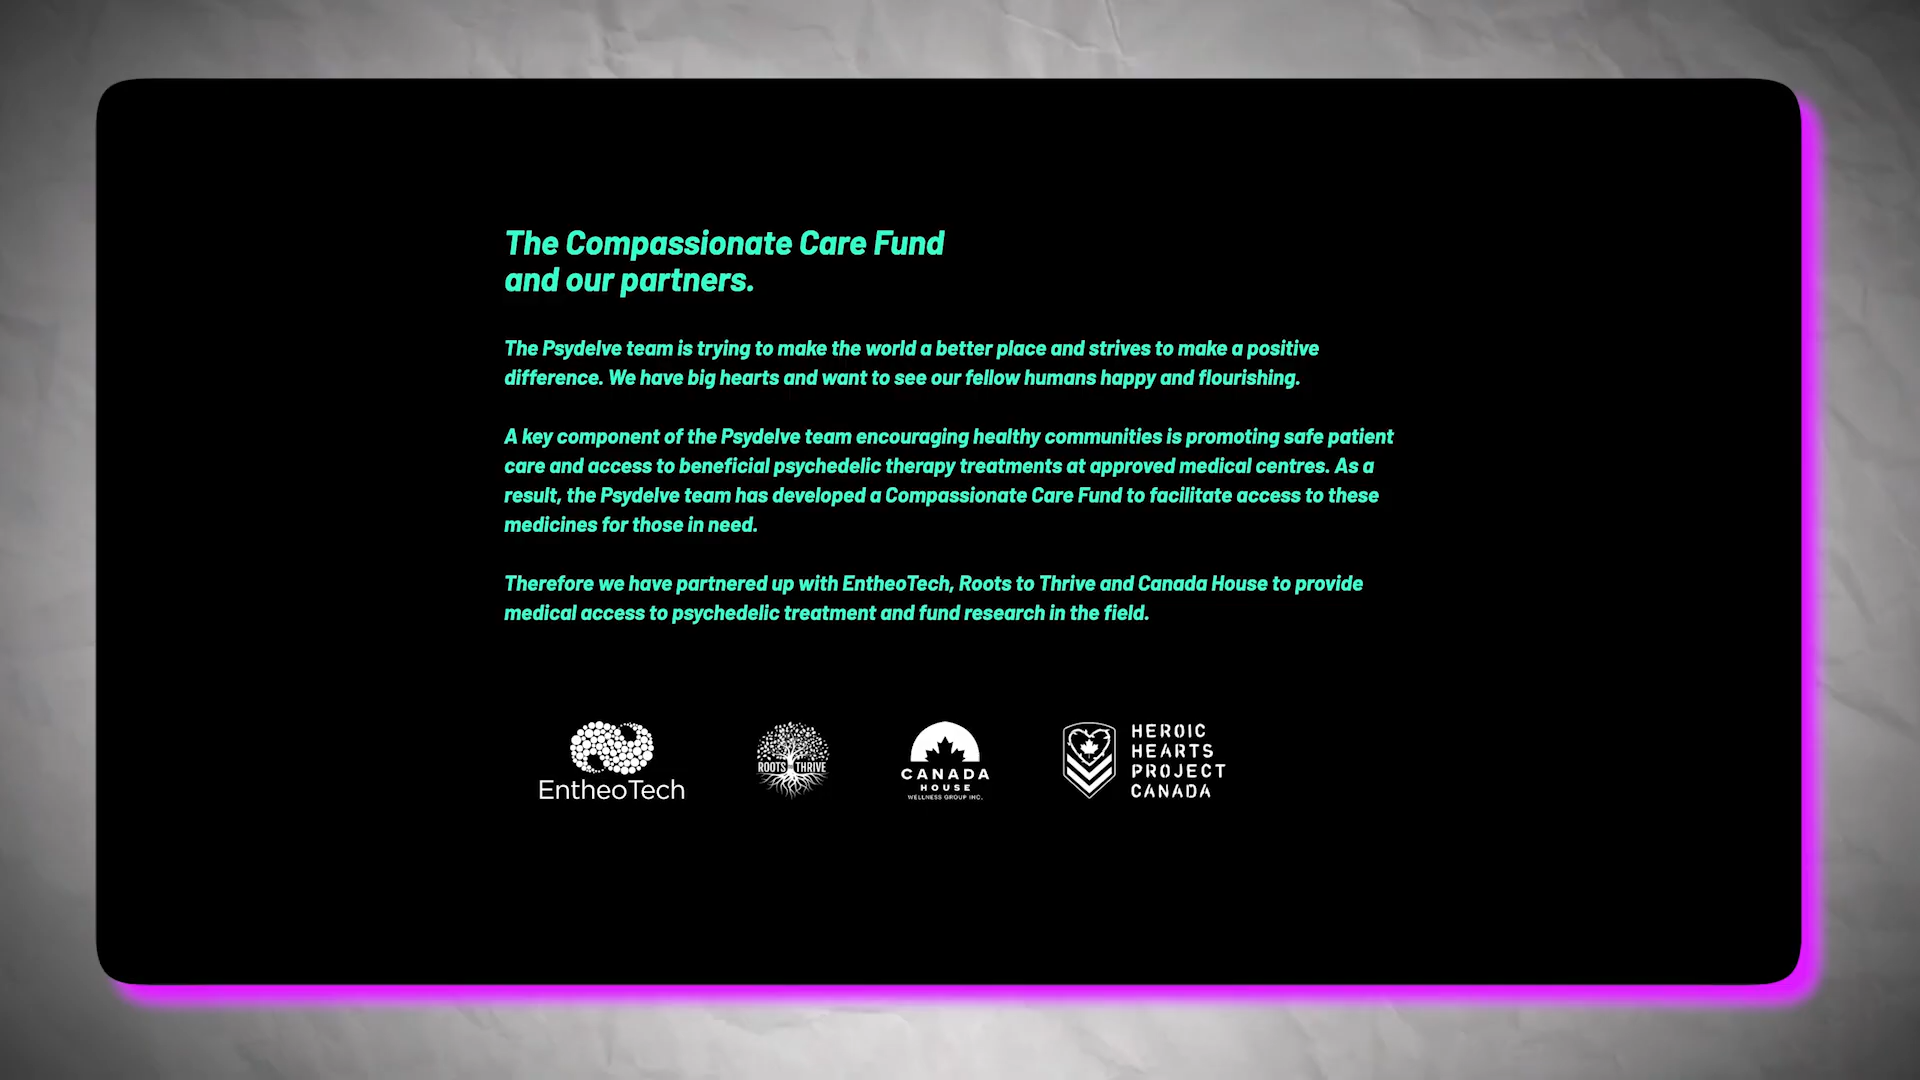 The Compassionate Care Fund
and our partners.
The Psydelve team is trying to make the world a better place and strives to make a positive
difference. We have big hearts and want to see our fellow humans happy and flourishing.
A key component of the Psydelve team encouraging healthy communities is promoting safe patient
care and access to beneficial psychedelic therapy treatments at approved medical centres. As a
result, the Psydelve team has developed a Compassionate Care Fund to facilitate access to these
medicines for those in need.
Therefore we have partnered up with EntheoTech, Roots to Thrive and Canada House to provide
medical access to psychedelic treatment and fund research in the field.
EntheoTech
ROOTS THRIVE
CANADA
HOUSE
WELLNESS GROUP INC.
HEROIC
HEARTS
PROJECT
CANADA